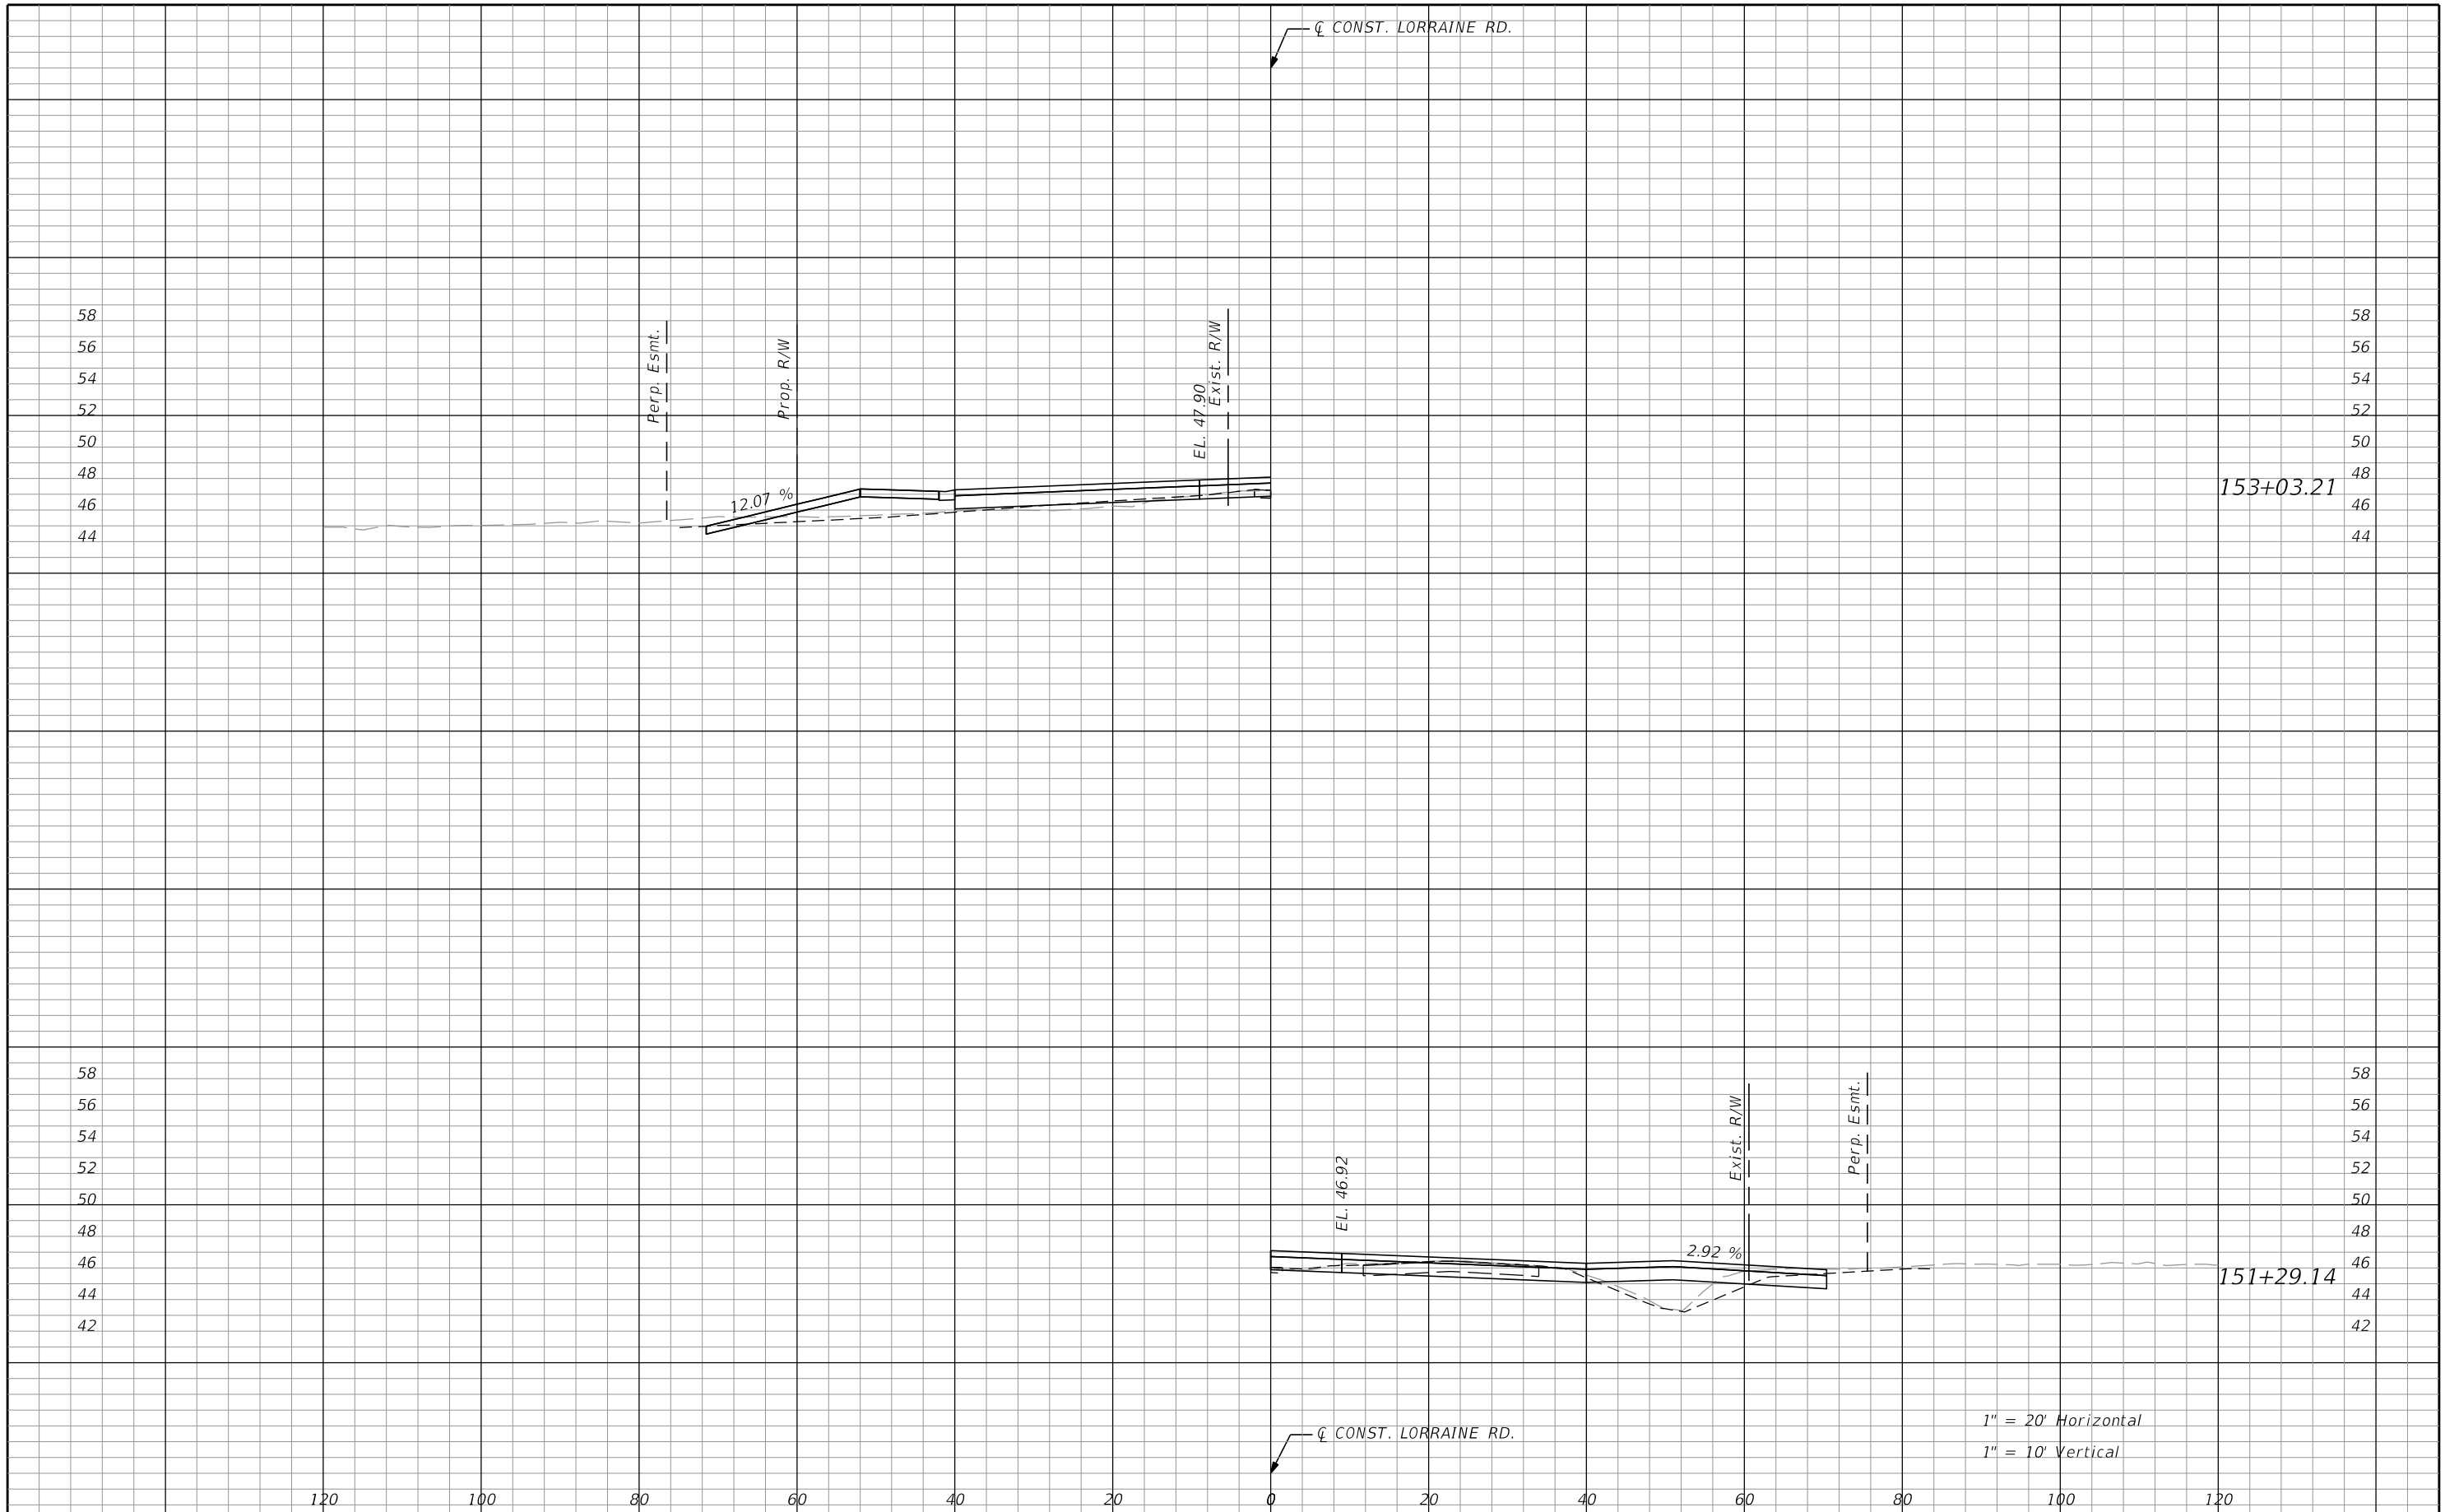 ℄ CONST. LORRAINE RD.
58 58
56 56
54 54
52 52
50 50
48 48
46 46
44 44
Perp. Esmt.
Prop. R/W
EL. 47.90
Exist. R/W
12.07 %
153+03.21
58 58
56 56
54 54
52 52
50 50
48 48
46 46
44 44
42 42
EL. 46.92
Exist. R/W
Perp. Esmt.
2.92 %
151+29.14
℄ CONST. LORRAINE RD.
1" = 20' Horizontal
1" = 10' Vertical
120 100 80 60 40 20 0 20 40 60 80 100 120